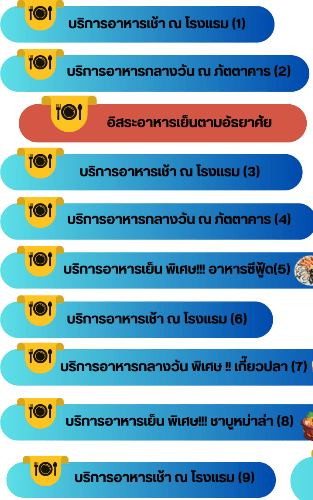 บริการอาหารเช้า ณ โรงแรม (1)
บริการอาหารกลางวัน ณ ภัตตาคาร (2)
อิสระอาหารเย็นตามอัธยาศัย
บริการอาหารเช้า ณ โรงแรม (3)
บริการอาหารกลางวัน ณ ภัตตาคาร (4)
บริการอาหารเย็น พิเศษ!!! อาหารซีฟู้ด(5)
บริการอาหารเช้า ณ โรงแรม (6)
บริการอาหารกลางวัน พิเศษ !! เกี๊ยวปลา (7)
บริการอาหารเย็น พิเศษ!!! ชาบูหม่าล่า (8)
บริการอาหารเช้า ณ โรงแรม (9)